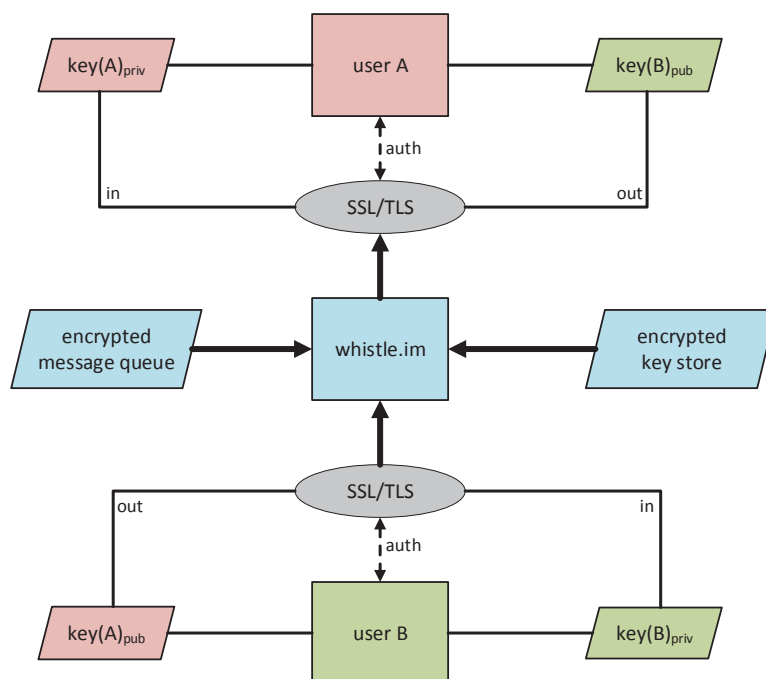 key(A)priv
user A
key(B)pub
auth
in
SSL/TLS
out
encrypted
message queue
whistle.im
encrypted
key store
SSL/TLS
out
in
auth
key(A)pub
user B
key(B)priv